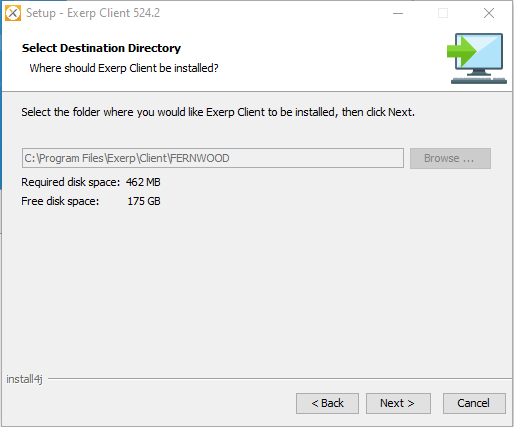 Setup - Exerp Client 524.2
Select Destination Directory
Where should Exerp Client be installed?
Select the folder where you would like Exerp Client to be installed, then click Next.
C:\Program Files\Exerp\Client\FERNWOOD
Browse ...
Required disk space: 462 MB
Free disk space: 175 GB
install4j
< Back
Next >
Cancel